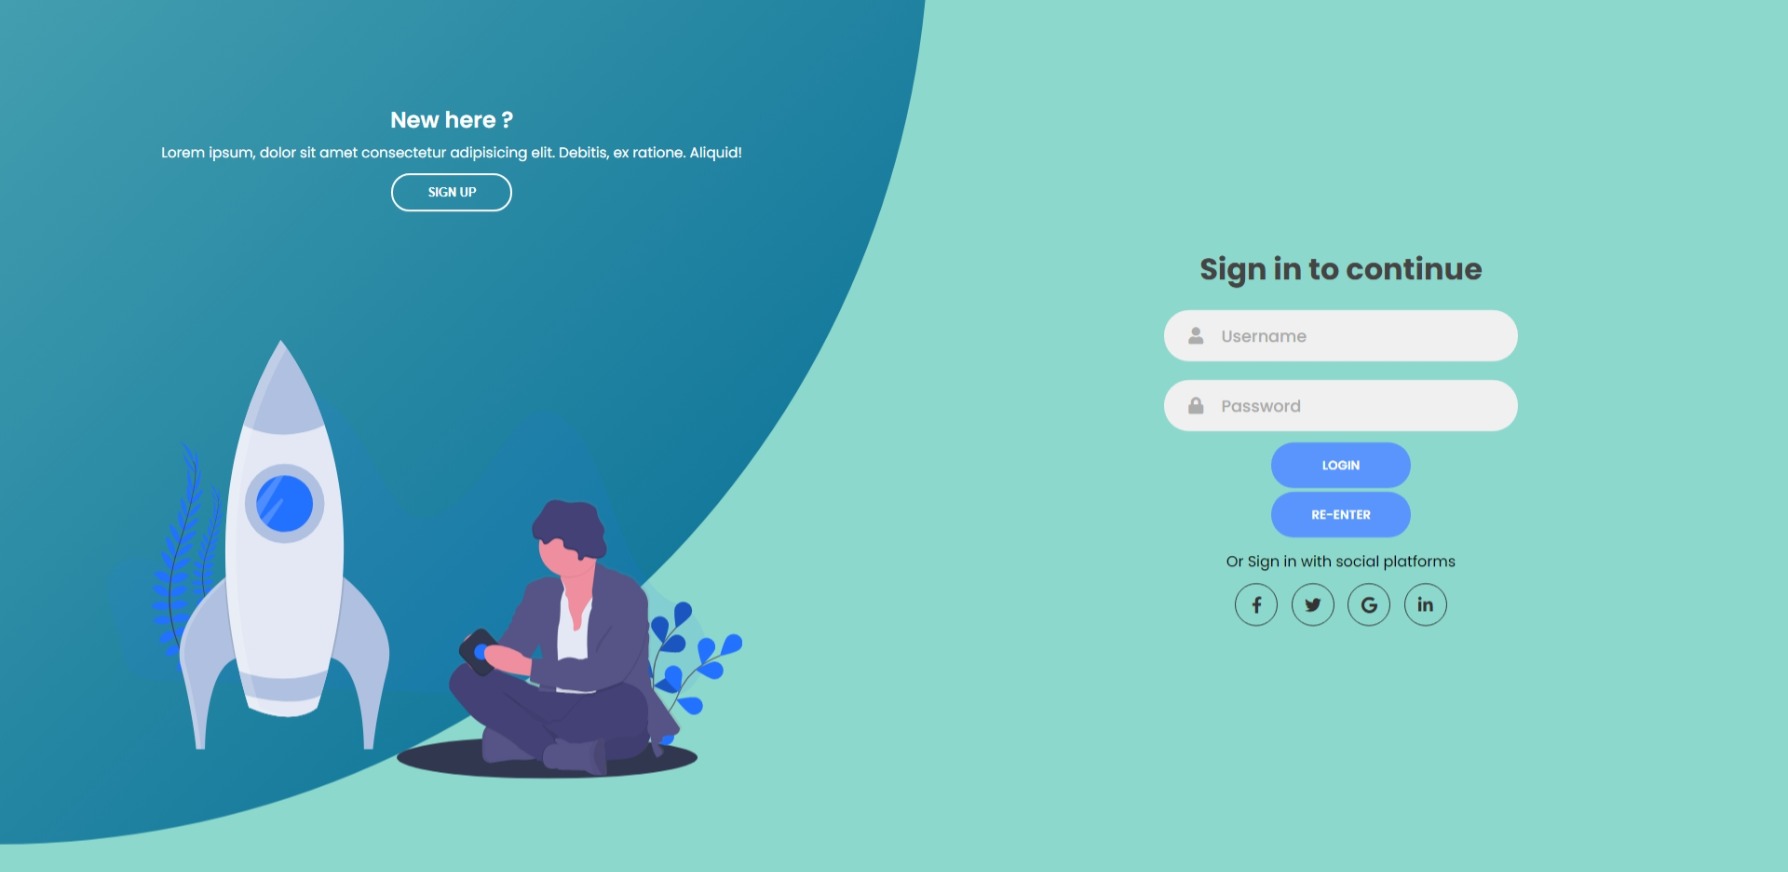 New here ?
Lorem ipsum, dolor sit amet consectetur adipisicing elit. Debitis, ex ratione. Aliquid!
SIGN UP
Sign in to continue
Username
Password
LOGIN
RE-ENTER
Or Sign in with social platforms